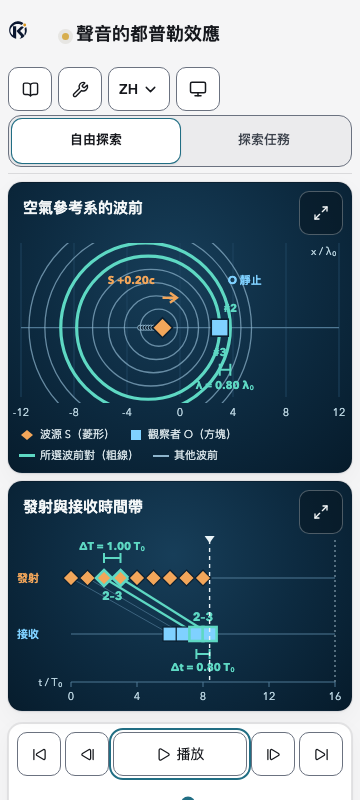 聲音的都普勒效應
ZH
自由探索
探索任務
空氣參考系的波前
x / λ₀
S +0.20c
O 靜止
#2
#3
λ = 0.80 λ₀
-12 -8 -4 0 4 8 12
波源 S（菱形） 觀察者 O（方塊）
所選波前對（粗線） 其他波前
發射與接收時間帶
ΔT = 1.00 T₀
發射
2-3
2-3
接收
Δt = 0.80 T₀
t / T₀
0 4 8 12 16
播放